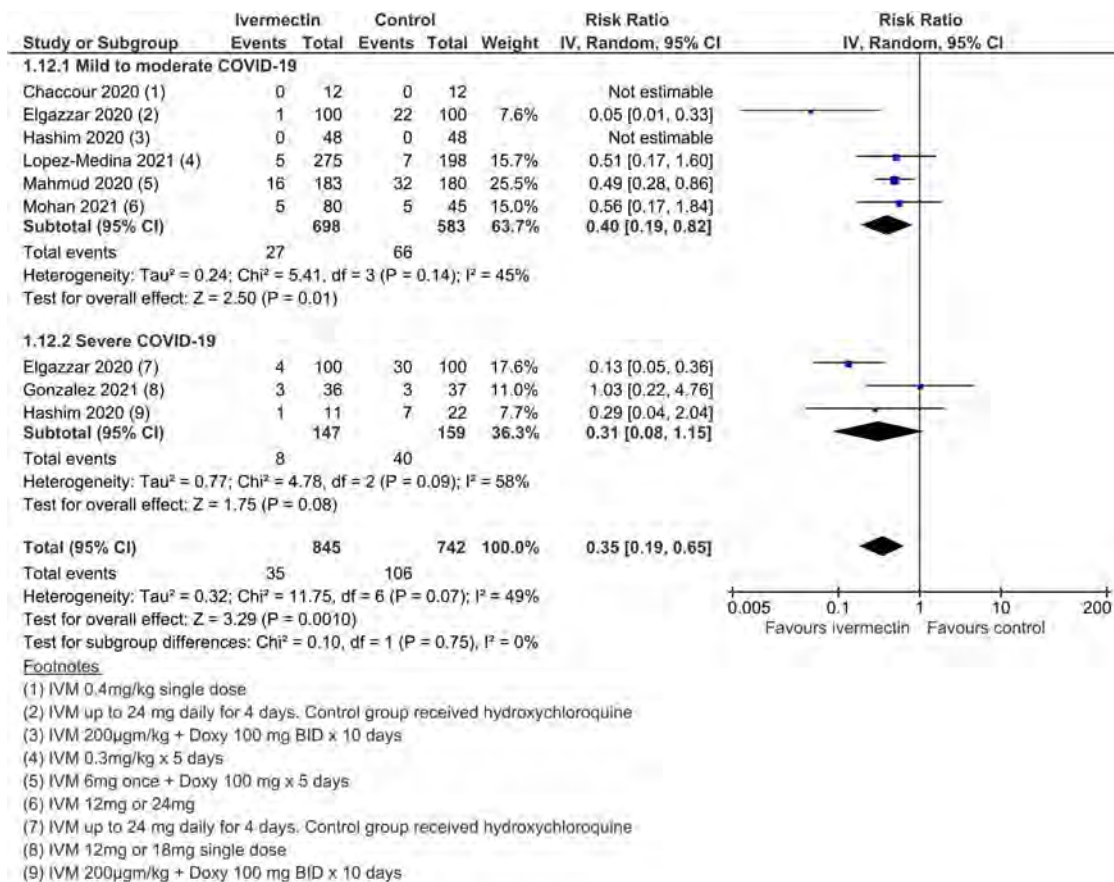 Ivermectin Control Risk Ratio Risk Ratio
Study or Subgroup Events Total Events Total Weight IV, Random, 95% CI IV, Random, 95% CI
1.12.1 Mild to moderate COVID-19
Chaccour 2020 (1) 0 12 0 12 Not estimable
Elgazzar 2020 (2) 1 100 22 100 7.6% 0.05 [0.01, 0.33]
Hashim 2020 (3) 0 48 0 48 Not estimable
Lopez-Medina 2021 (4) 5 275 7 198 15.7% 0.51 [0.17, 1.60]
Mahmud 2020 (5) 16 183 32 180 25.5% 0.49 [0.28, 0.86]
Mohan 2021 (6) 5 80 5 45 15.0% 0.56 [0.17, 1.84]
Subtotal (95% CI) 698 583 63.7% 0.40 [0.19, 0.82]
Total events 27 66
Heterogeneity: Tau² = 0.24; Chi² = 5.41, df = 3 (P = 0.14); I² = 45%
Test for overall effect: Z = 2.50 (P = 0.01)
1.12.2 Severe COVID-19
Elgazzar 2020 (7) 4 100 30 100 17.6% 0.13 [0.05, 0.36]
Gonzalez 2021 (8) 3 36 3 37 11.0% 1.03 [0.22, 4.76]
Hashim 2020 (9) 1 11 7 22 7.7% 0.29 [0.04, 2.04]
Subtotal (95% CI) 147 159 36.3% 0.31 [0.08, 1.15]
Total events 8 40
Heterogeneity: Tau² = 0.77; Chi² = 4.78, df = 2 (P = 0.09); I² = 58%
Test for overall effect: Z = 1.75 (P = 0.08)
Total (95% CI) 845 742 100.0% 0.35 [0.19, 0.65]
Total events 35 106
Heterogeneity: Tau² = 0.32; Chi² = 11.75, df = 6 (P = 0.07); I² = 49%
Test for overall effect: Z = 3.29 (P = 0.0010)
Test for subgroup differences: Chi² = 0.10, df = 1 (P = 0.75), I² = 0%
0.005 0.1 1 10 200
Favours ivermectin Favours control
Footnotes
(1) IVM 0.4mg/kg single dose
(2) IVM up to 24 mg daily for 4 days. Control group received hydroxychloroquine
(3) IVM 200µgm/kg + Doxy 100 mg BID x 10 days
(4) IVM 0.3mg/kg x 5 days
(5) IVM 6mg once + Doxy 100 mg x 5 days
(6) IVM 12mg or 24mg
(7) IVM up to 24 mg daily for 4 days. Control group received hydroxychloroquine
(8) IVM 12mg or 18mg single dose
(9) IVM 200µgm/kg + Doxy 100 mg BID x 10 days